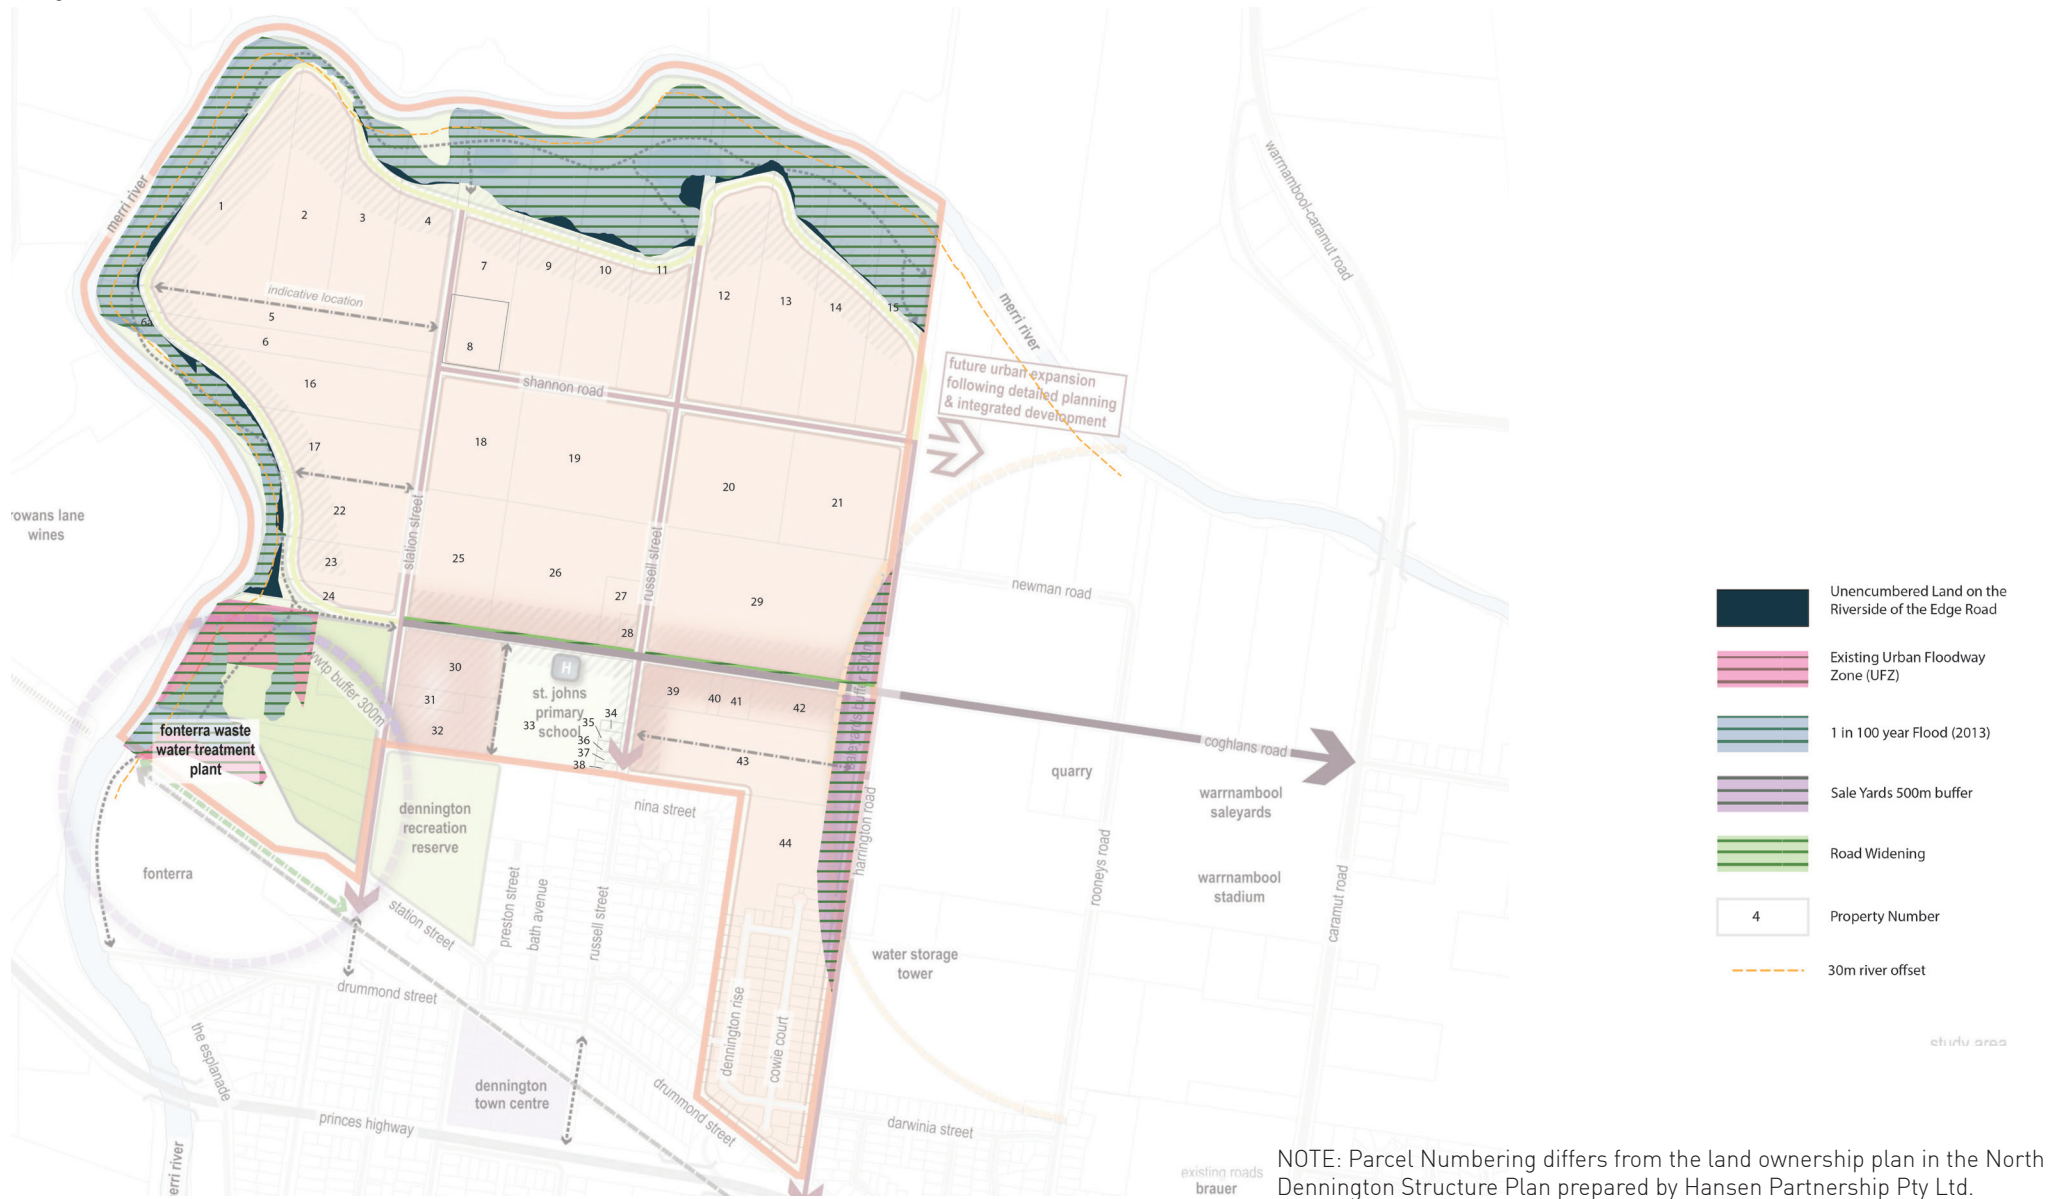 merri river
1
2
3
4
indicative location
5
6a
6
7
8
9
10
11
12
13
14
15
16
17
shannon road
18
19
20
21
22
23
24
25
26
27
28
29
station street
russell street
rowans lane
wines
merri river
future urban expansion
following detailed planning
& integrated development
warrnambool-caramut road
newman road
30
31
32
33
34
35
36
37
38
39
40
41
42
43
44
H
st. johns
primary
school
wwtp buffer 300m
saleyards buffer 500m
fonterra waste
water treatment
plant
fonterra
dennington
recreation
reserve
nina street
harrington road
coghlans road
quarry
rooneys road
warrnambool
saleyards
warrnambool
stadium
caramut road
water storage
tower
station street
preston street
bath avenue
russell street
drummond street
the esplanade
princes highway
dennington
town centre
drummond street
dennington rise
cowie court
darwinia street
existing roads
brauer
erri river
Unencumbered Land on the
Riverside of the Edge Road
Existing Urban Floodway
Zone (UFZ)
1 in 100 year Flood (2013)
Sale Yards 500m buffer
Road Widening
4
Property Number
30m river offset
study area
NOTE: Parcel Numbering differs from the land ownership plan in the North
Dennington Structure Plan prepared by Hansen Partnership Pty Ltd.